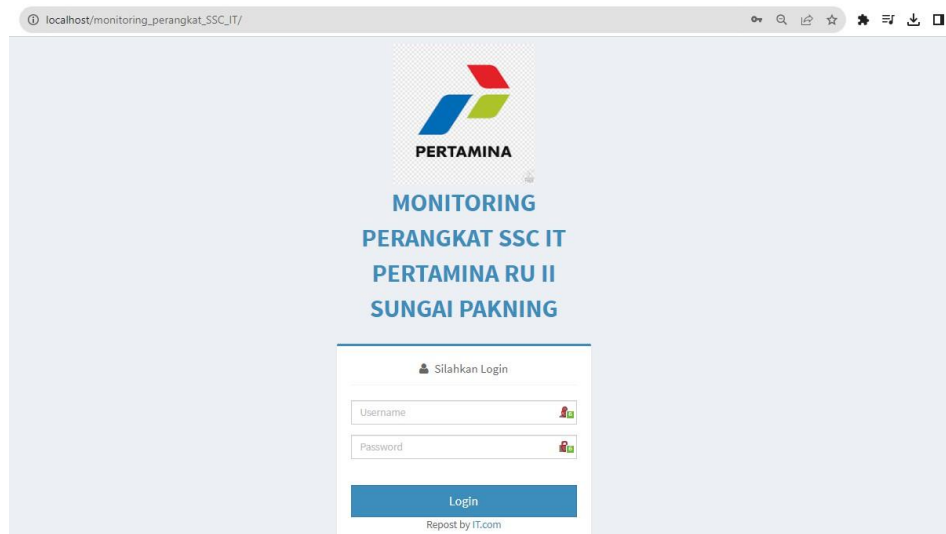 localhost/monitoring_perangkat_SSC_IT/
PERTAMINA
MONITORING
PERANGKAT SSC IT
PERTAMINA RU II
SUNGAI PAKNING
Silahkan Login
Username
Password
Login
Repost by IT.com